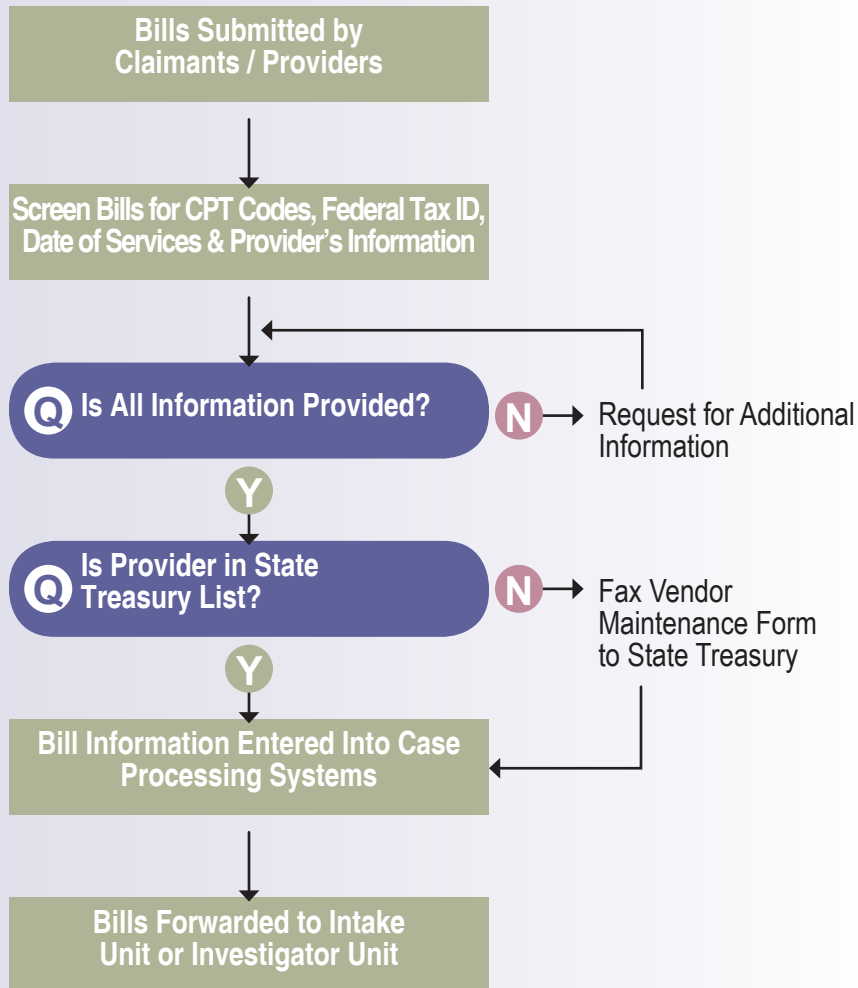 Bills Submitted by
Claimants / Providers
Screen Bills for CPT Codes, Federal Tax ID,
Date of Services & Provider's Information
Q Is All Information Provided?
N
Request for Additional
Information
Y
Q Is Provider in State
Treasury List?
N
Fax Vendor
Maintenance Form
to State Treasury
Y
Bill Information Entered Into Case
Processing Systems
Bills Forwarded to Intake
Unit or Investigator Unit